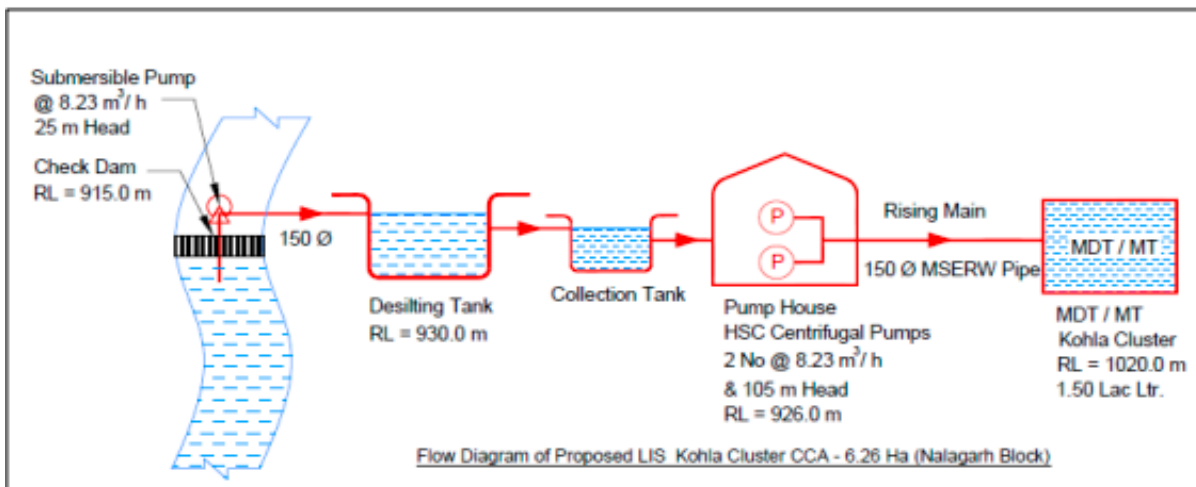 Submersible Pump
@ 8.23 m³/ h
25 m Head
Check Dam
RL = 915.0 m
150 Ø
Desilting Tank
RL = 930.0 m
Collection Tank
P
P
Pump House
HSC Centrifugal Pumps
2 No @ 8.23 m³/ h
& 105 m Head
RL = 926.0 m
Rising Main
150 Ø MSERW Pipe
MDT / MT
MDT / MT
Kohla Cluster
RL = 1020.0 m
1.50 Lac Ltr.
Flow Diagram of Proposed LIS Kohla Cluster CCA - 6.26 Ha (Nalagarh Block)